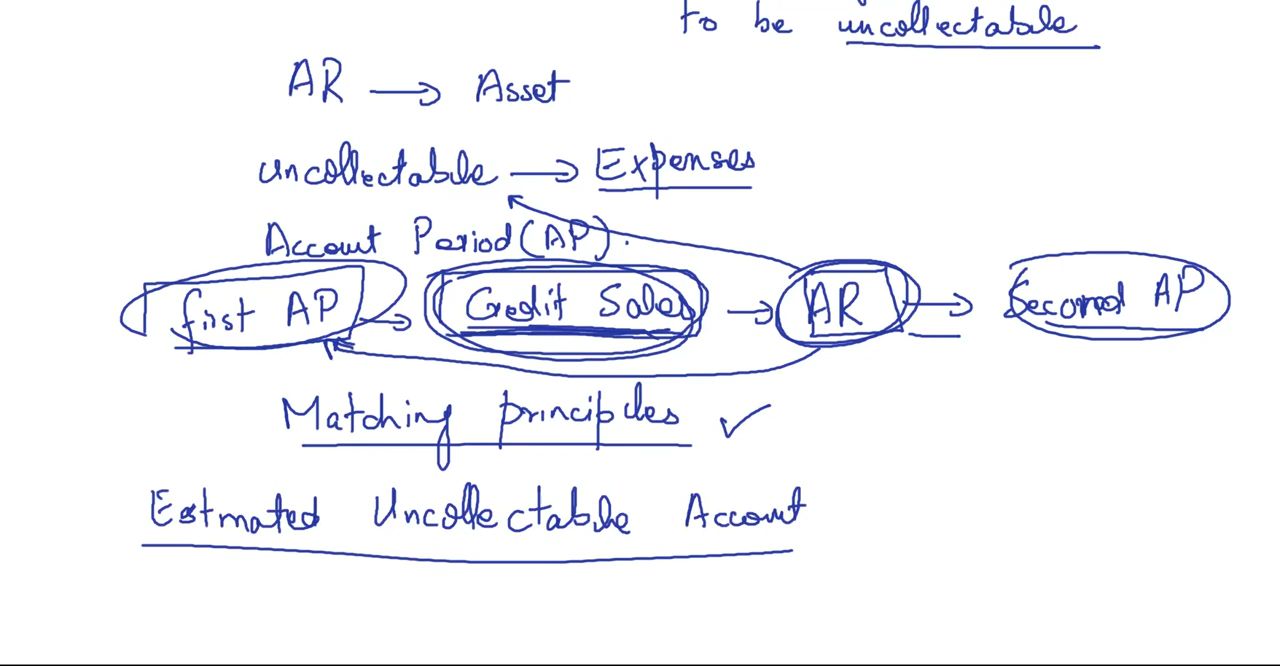 to be uncollectable
AR → Asset
uncollectable → Expenses
Account Period (AP).
first AP → Credit Sales → AR → Second AP
Matching principles ✓
Estmated Uncollectable Account